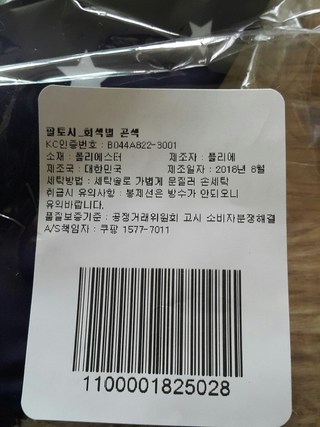 팔토시_회색별 곤색
KC인증번호 : B044A822-3001
소재 : 폴리에스터 제조자 : 플리에
제조국 : 대한민국 제조일자 : 2018년 8월
세탁방법 : 세탁솔로 가볍게 문질러 손세탁
취급시 유의사항 : 봉제선은 방수가 안되오니
유의바랍니다.
품질보증기준 : 공정거래위원회 고시 소비자분쟁해결
A/S책임자 : 쿠팡 1577-7011
1100001825028